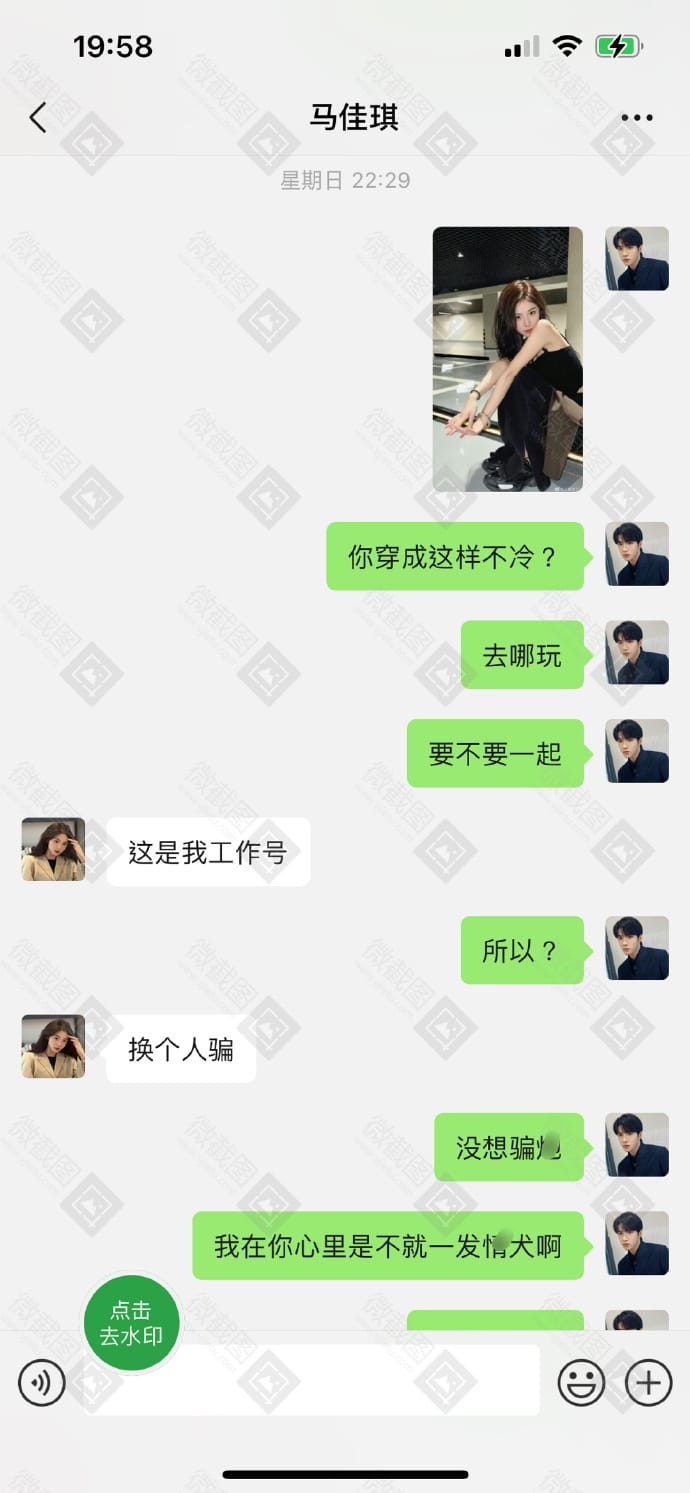 19:58
马佳琪
星期日 22:29
你穿成这样不冷？
去哪玩
要不要一起
这是我工作号
所以？
换个人骗
没想骗炮
我在你心里是不就一发情犬啊
点击
去水印
微截图